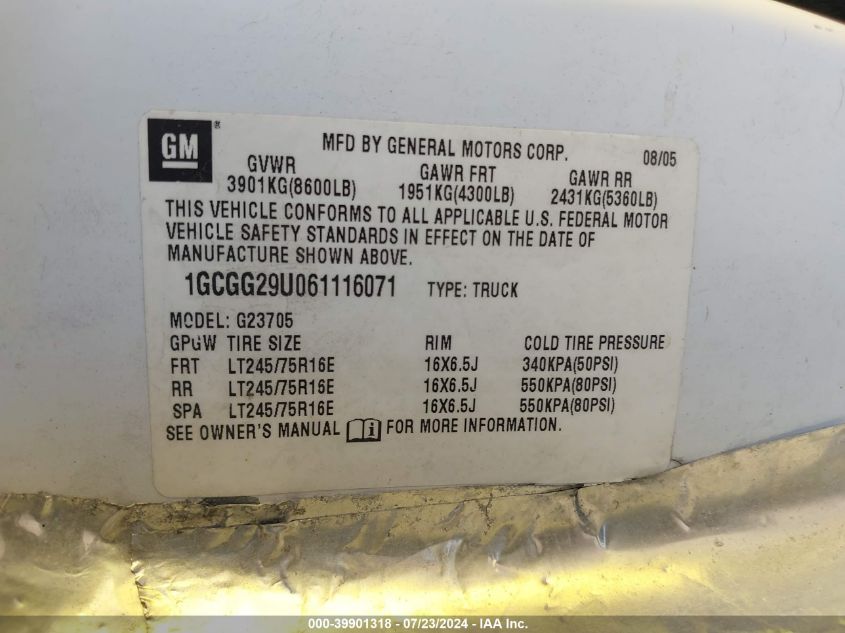 GM®
MFD BY GENERAL MOTORS CORP. 08/05
GVWR GAWR FRT GAWR RR
3901KG(8600LB) 1951KG(4300LB) 2431KG(5360LB)
THIS VEHICLE CONFORMS TO ALL APPLICABLE U.S. FEDERAL MOTOR
VEHICLE SAFETY STANDARDS IN EFFECT ON THE DATE OF
MANUFACTURE SHOWN ABOVE.
1GCGG29U061116071 TYPE: TRUCK
MODEL: G23705
GPGW TIRE SIZE RIM COLD TIRE PRESSURE
FRT LT245/75R16E 16X6.5J 340KPA(50PSI)
RR LT245/75R16E 16X6.5J 550KPA(80PSI)
SPA LT245/75R16E 16X6.5J 550KPA(80PSI)
SEE OWNER'S MANUAL i FOR MORE INFORMATION.
000-39901318 - 07/23/2024 - IAA Inc.